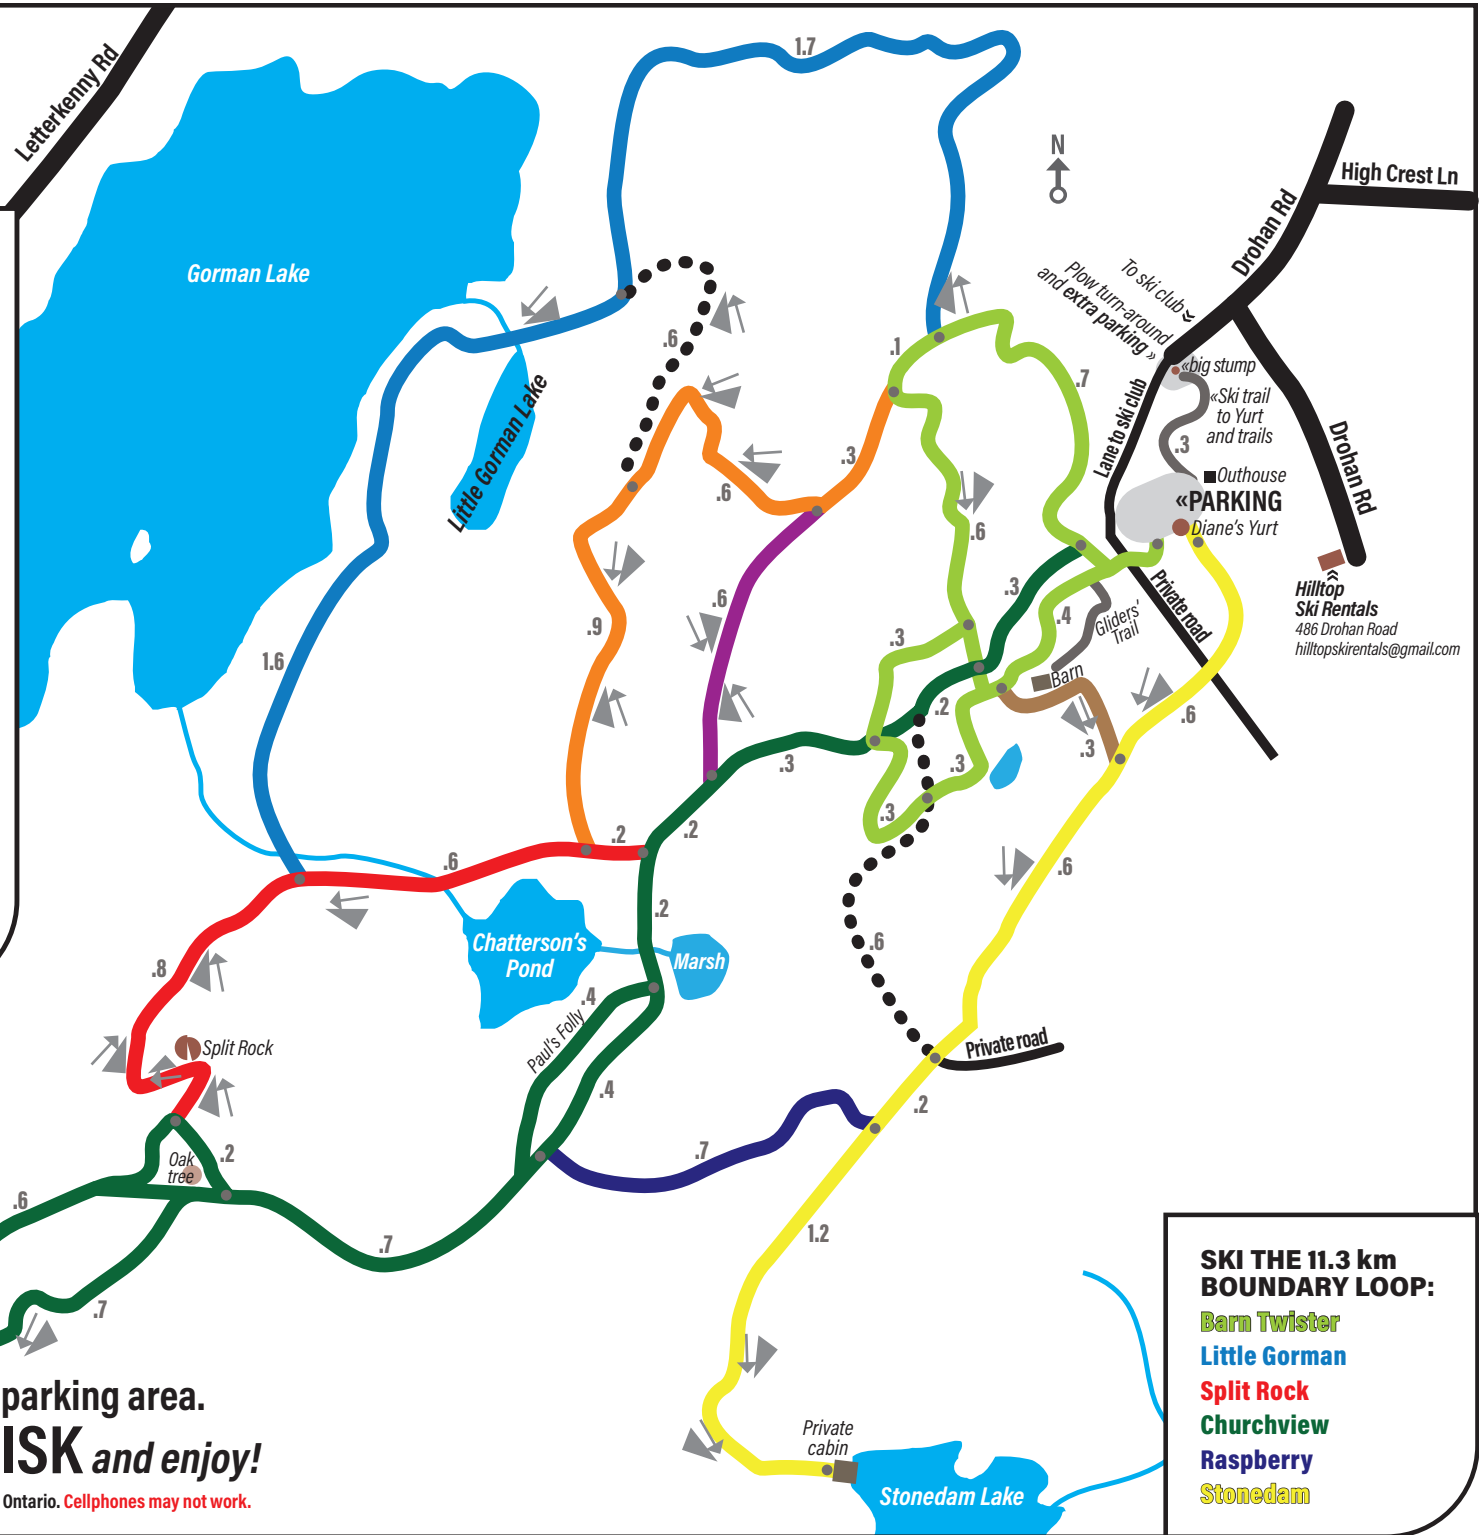 Letterkenny Rd
1.7
N
High Crest Ln
Drohan Rd
To ski club »
Plow turn-around
and extra parking »
«big stump
«Ski trail
to Yurt
and trails
.3
Lane to ski club
Drohan Rd
Outhouse
«PARKING
Diane's Yurt
Hilltop
Ski Rentals
486 Drohan Road
hilltopskirentals@gmail.com
Private road
Gorman Lake
Little Gorman Lake
.6
.1
.7
.3
.6
.6
.9
.6
.3
.4
Gliders'
Trail
Barn
.3
.2
.3
.6
1.6
.3
.3
.3
.2
.2
.6
.2
.6
.6
Chatterson's
Pond
Marsh
.8
.4
Paul's Folly
.4
Split Rock
Private road
.2
Oak
tree
.2
.7
.6
.7
1.2
.7
Private
cabin
Stonedam Lake
parking area.
ISK and enjoy!
Ontario. Cellphones may not work.
SKI THE 11.3 km
BOUNDARY LOOP:
Barn Twister
Little Gorman
Split Rock
Churchview
Raspberry
Stonedam